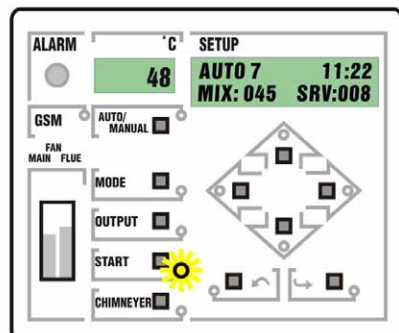 ALARM
°C
SETUP
48
AUTO 7 11:22
MIX: 045 SRV:008
GSM
AUTO/
MANUAL
FAN
MAIN FLUE
MODE
OUTPUT
START
CHIMNEYER